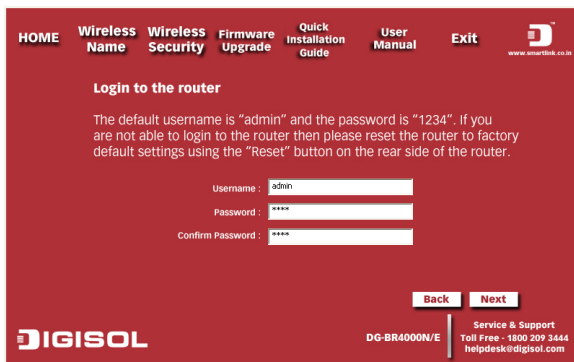 HOME
Wireless Name
Wireless Security
Firmware Upgrade
Quick Installation Guide
User Manual
Exit
D
www.smartlink.co.in
Login to the router
The default username is “admin” and the password is “1234”. If you
are not able to login to the router then please reset the router to factory
default settings using the “Reset” button on the rear side of the router.
Username : admin
Password : ****
Confirm Password : ****
Back Next
DIGISOL
DG-BR4000N/E
Service & Support
Toll Free - 1800 209 3444
helpdesk@digisol.com